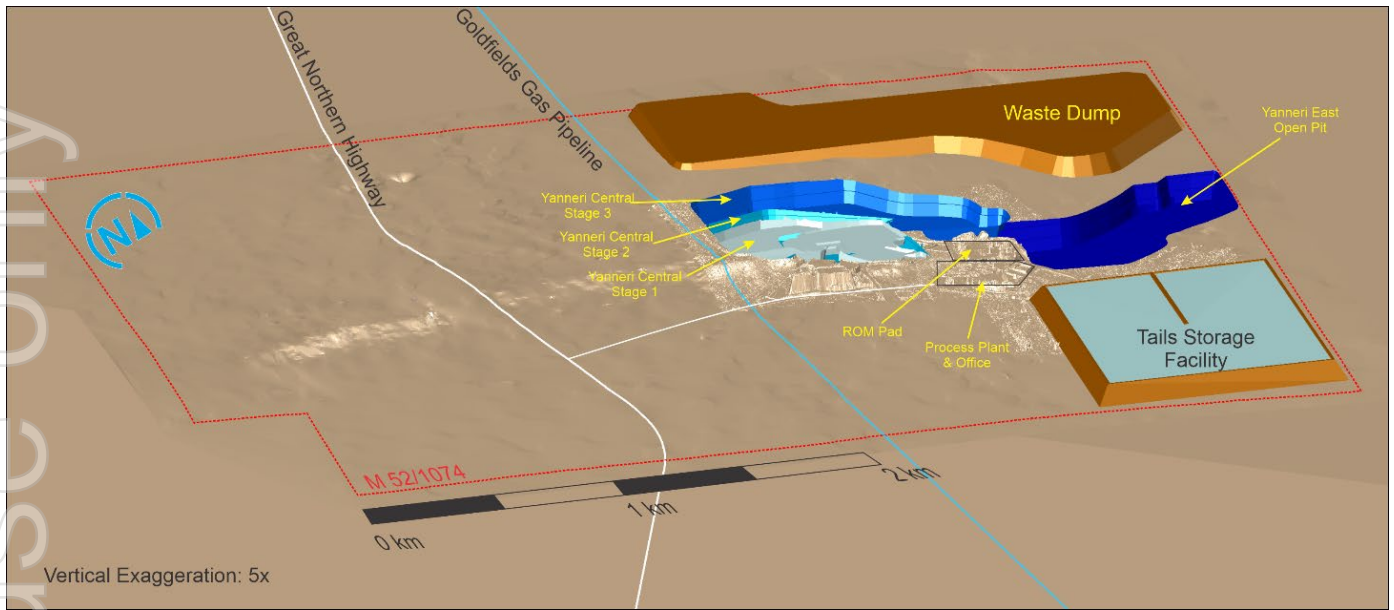 Great Northern Highway
Goldfields Gas Pipeline
Waste Dump
Yanneri East
Open Pit
Yanneri Central
Stage 3
Yanneri Central
Stage 2
Yanneri Central
Stage 1
N
ROM Pad
Process Plant
& Office
Tails Storage
Facility
M 52/1074
0 km
1 km
2 km
Vertical Exaggeration: 5x
use only